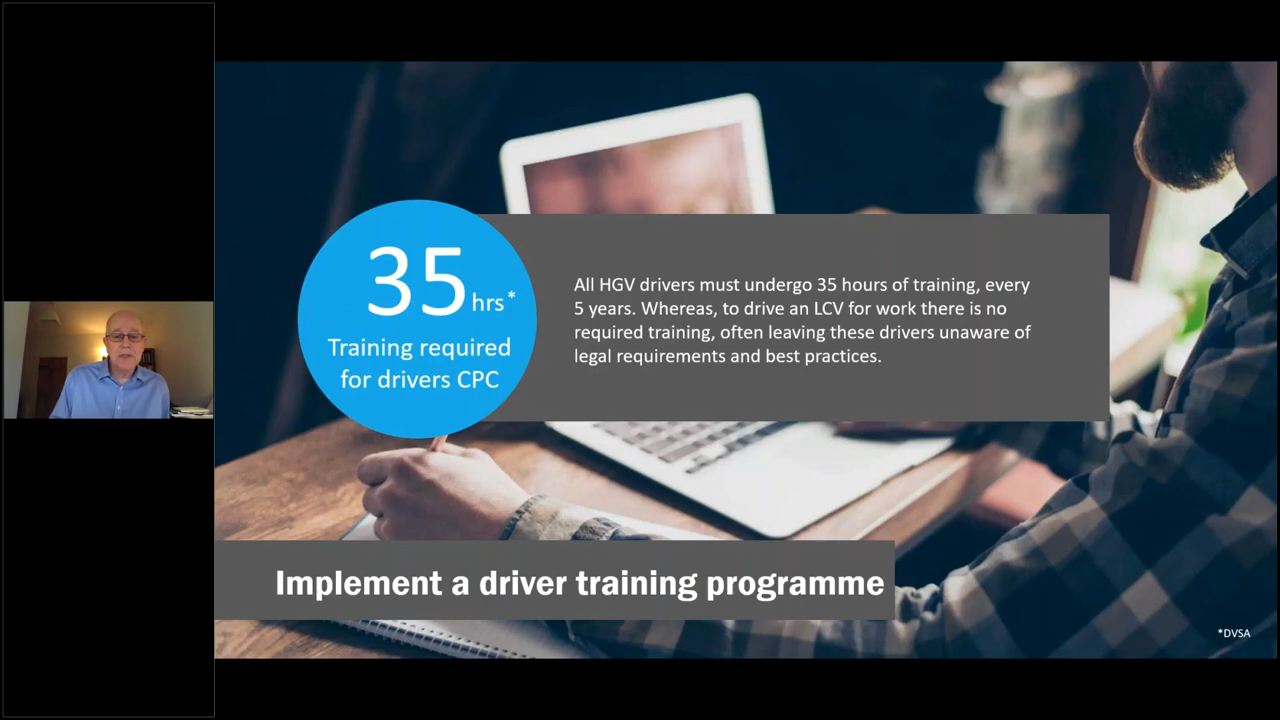 35 hrs*
Training required
for drivers CPC
All HGV drivers must undergo 35 hours of training, every
5 years. Whereas, to drive an LCV for work there is no
required training, often leaving these drivers unaware of
legal requirements and best practices.
Implement a driver training programme
*DVSA